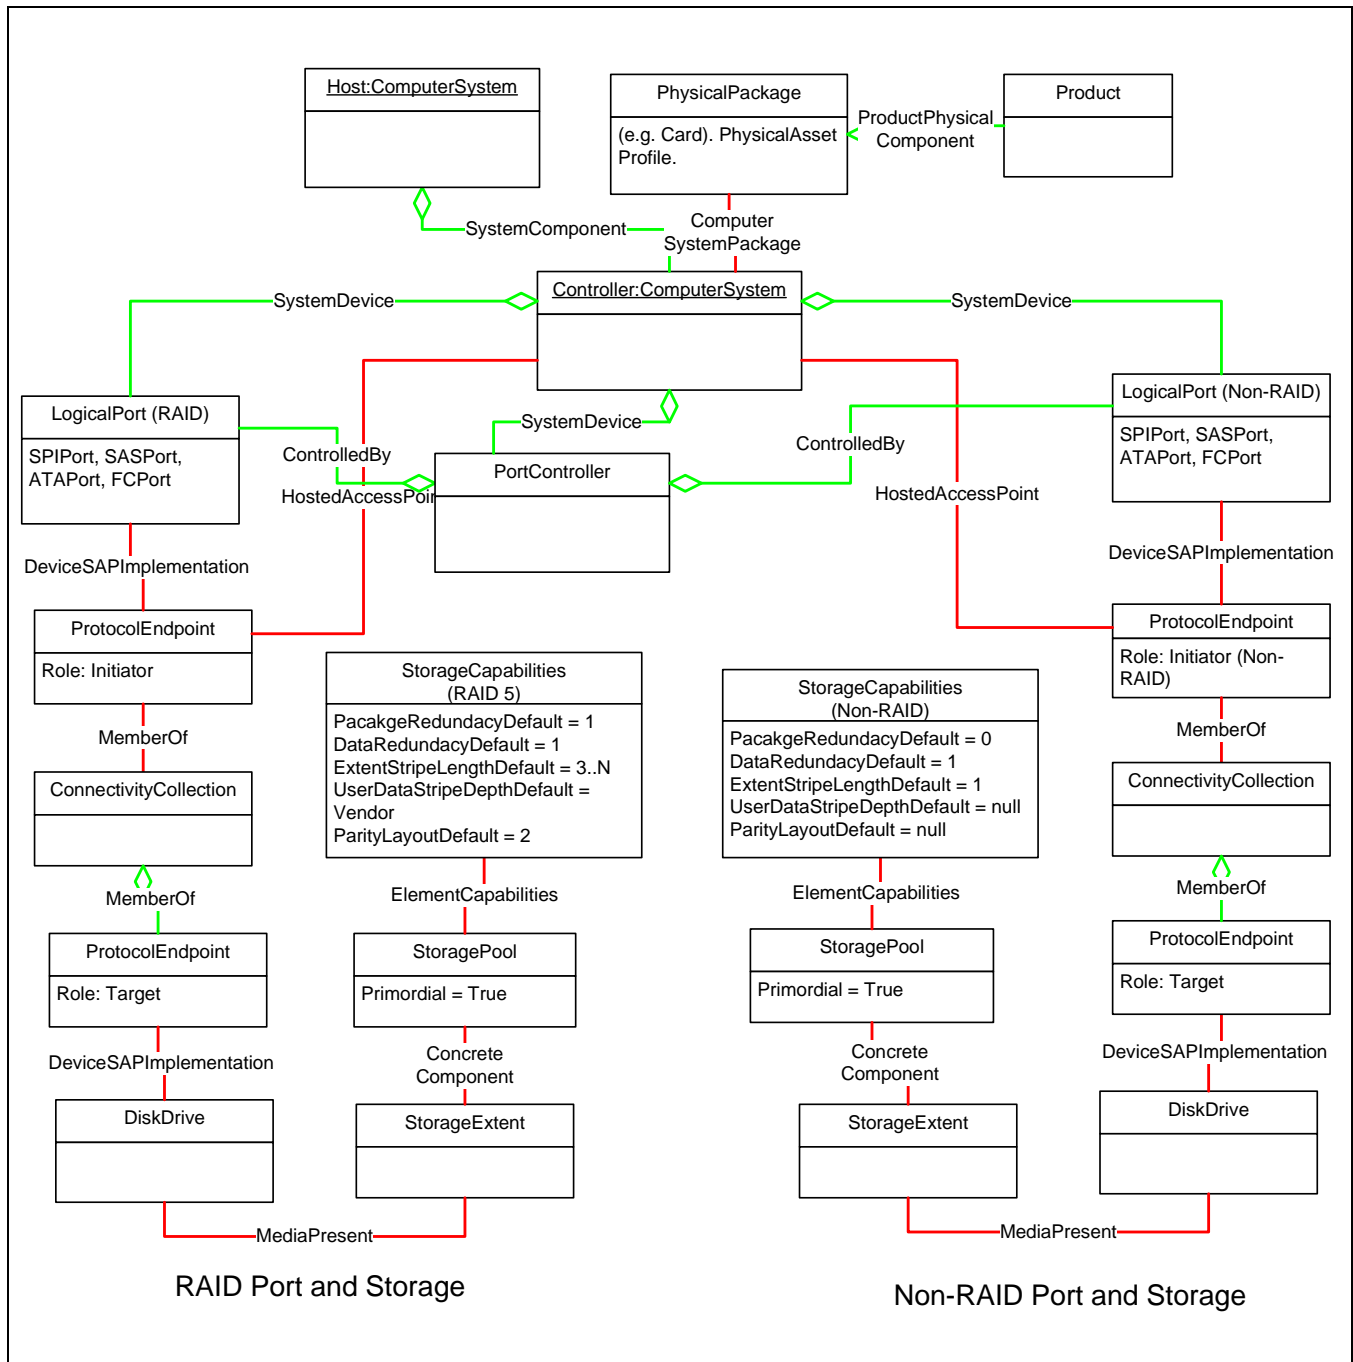 Host:ComputerSystem
PhysicalPackage
(e.g. Card). PhysicalAsset
Profile.
ProductPhysical
Component
Product
SystemComponent
Computer
SystemPackage
SystemDevice
Controller:ComputerSystem
SystemDevice
LogicalPort (RAID)
SPIPort, SASPort,
ATAPort, FCPort
ControlledBy
SystemDevice
PortController
ControlledBy
LogicalPort (Non-RAID)
SPIPort, SASPort,
ATAPort, FCPort
HostedAccessPoin
HostedAccessPoint
DeviceSAPImplementation
DeviceSAPImplementation
ProtocolEndpoint
Role: Initiator
ProtocolEndpoint
Role: Initiator (Non-
RAID)
MemberOf
MemberOf
StorageCapabilities
(RAID 5)
PacakgeRedundacyDefault = 1
DataRedundacyDefault = 1
ExtentStripeLengthDefault = 3..N
UserDataStripeDepthDefault =
Vendor
ParityLayoutDefault = 2
StorageCapabilities
(Non-RAID)
PacakgeRedundacyDefault = 0
DataRedundacyDefault = 1
ExtentStripeLengthDefault = 1
UserDataStripeDepthDefault = null
ParityLayoutDefault = null
ConnectivityCollection
ConnectivityCollection
MemberOf
ElementCapabilities
ElementCapabilities
MemberOf
ProtocolEndpoint
Role: Target
StoragePool
Primordial = True
StoragePool
Primordial = True
ProtocolEndpoint
Role: Target
DeviceSAPImplementation
Concrete
Component
Concrete
Component
DeviceSAPImplementation
DiskDrive
StorageExtent
StorageExtent
DiskDrive
MediaPresent
MediaPresent
RAID Port and Storage
Non-RAID Port and Storage